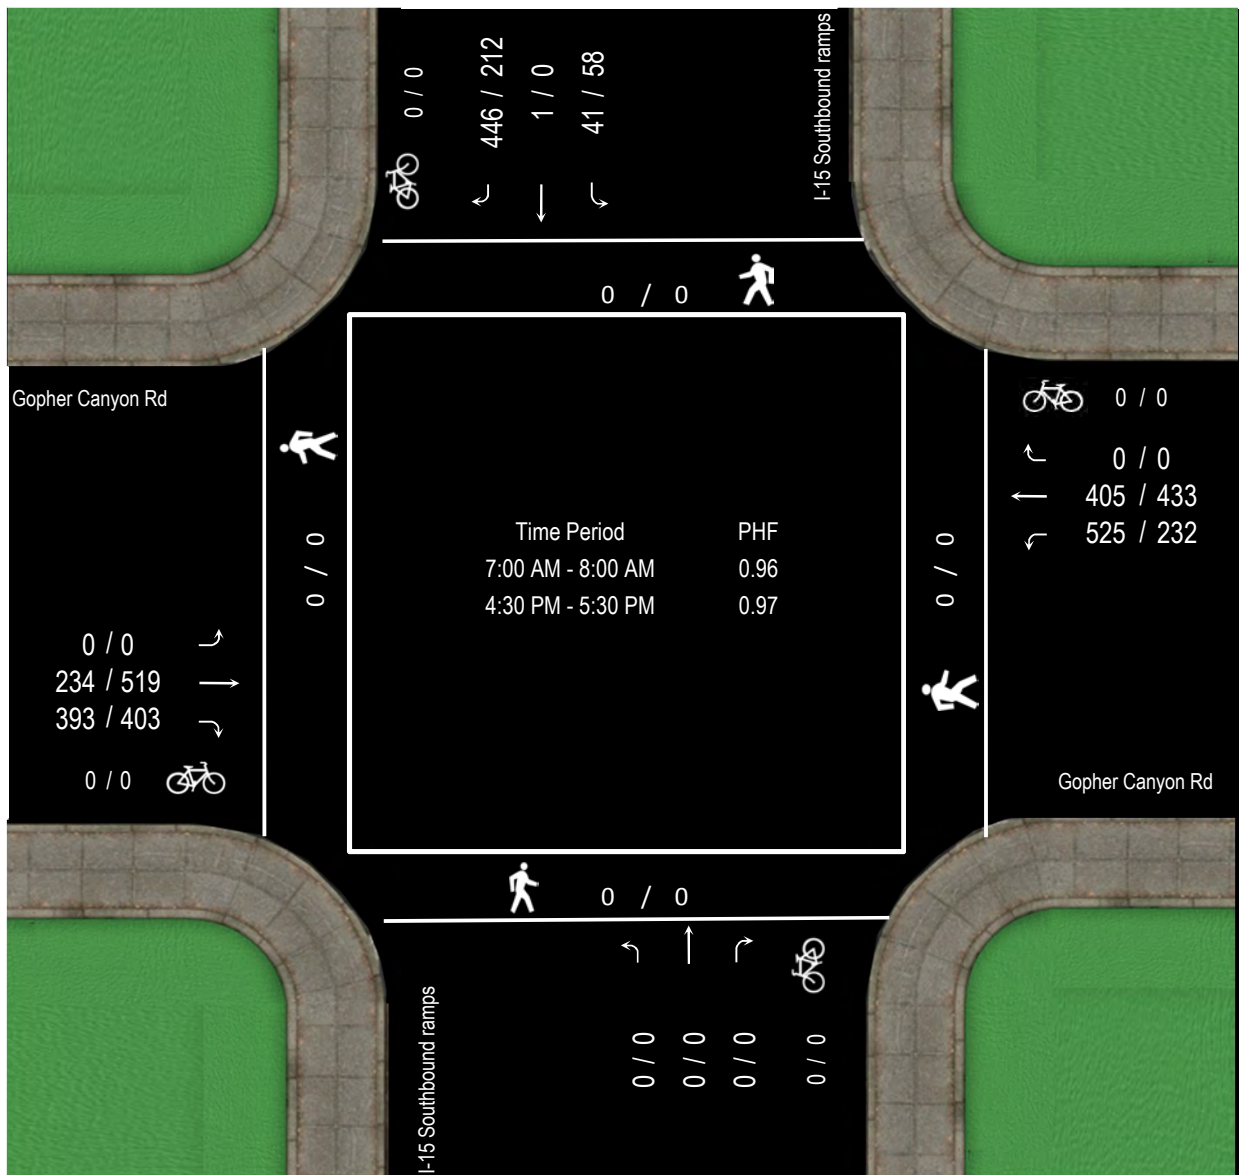 I-15 Southbound ramps
0 / 0
446 / 212
1 / 0
41 / 58
0 / 0
Gopher Canyon Rd
0 / 0
0 / 0
405 / 433
525 / 232
Time Period PHF
7:00 AM - 8:00 AM 0.96
4:30 PM - 5:30 PM 0.97
0 / 0
0 / 0
0 / 0
234 / 519
393 / 403
0 / 0
Gopher Canyon Rd
0 / 0
0 / 0
0 / 0
0 / 0
0 / 0
I-15 Southbound ramps